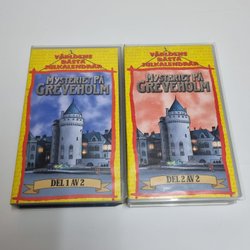 VÄRLDENS
BÄSTA
JULKALENDRAR
MYSTERIET PÅ
GREVEHOLM
DEL 1 AV 2
VÄRLDENS
BÄSTA
JULKALENDRAR
MYSTERIET PÅ
GREVEHOLM
DEL 2 AV 2